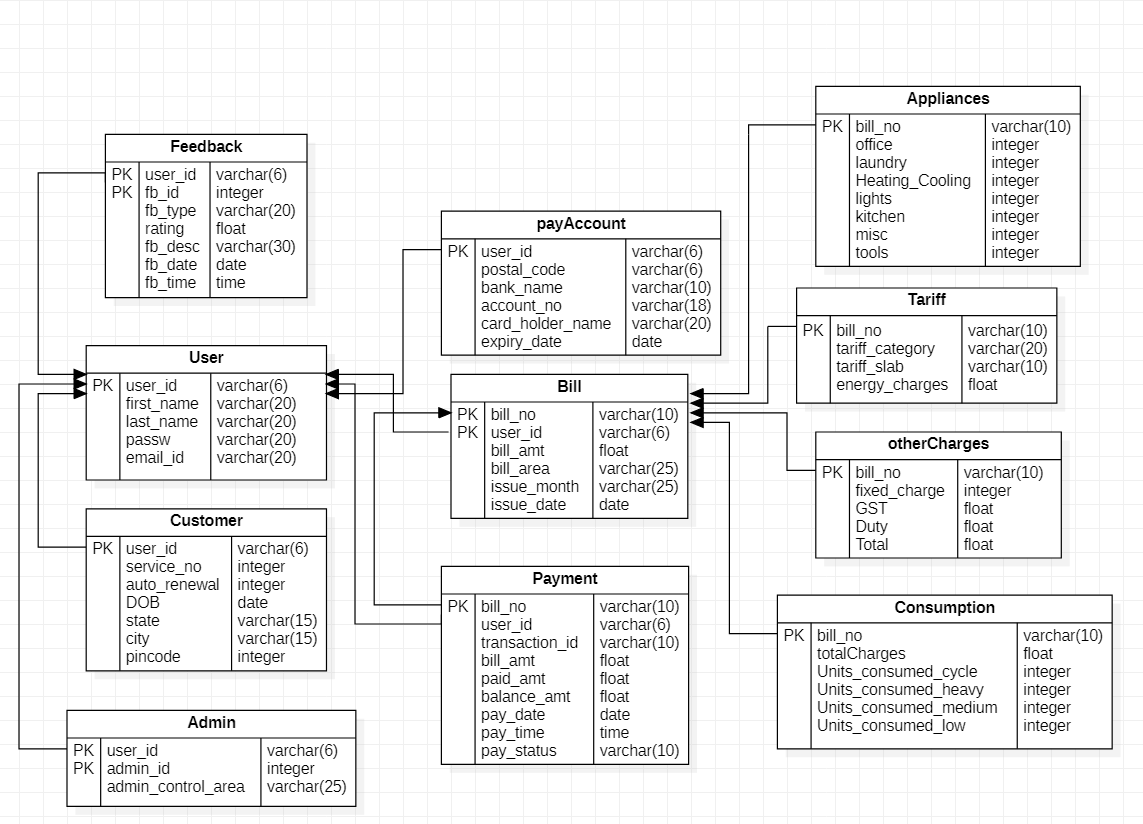 Feedback
PK user_id varchar(6)
PK fb_id integer
fb_type varchar(20)
rating float
fb_desc varchar(30)
fb_date date
fb_time time
User
PK user_id varchar(6)
first_name varchar(20)
last_name varchar(20)
passw varchar(20)
email_id varchar(20)
Customer
PK user_id varchar(6)
service_no integer
auto_renewal integer
DOB date
state varchar(15)
city varchar(15)
pincode integer
Admin
PK user_id varchar(6)
PK admin_id integer
admin_control_area varchar(25)
payAccount
PK user_id varchar(6)
postal_code varchar(6)
bank_name varchar(10)
account_no varchar(18)
card_holder_name varchar(20)
expiry_date date
Bill
PK bill_no varchar(10)
PK user_id varchar(6)
bill_amt float
bill_area varchar(25)
issue_month varchar(25)
issue_date date
Payment
PK bill_no varchar(10)
user_id varchar(6)
transaction_id varchar(10)
bill_amt float
paid_amt float
balance_amt float
pay_date date
pay_time time
pay_status varchar(10)
Appliances
PK bill_no varchar(10)
office integer
laundry integer
Heating_Cooling integer
lights integer
kitchen integer
misc integer
tools integer
Tariff
PK bill_no varchar(10)
tariff_category varchar(20)
tariff_slab varchar(10)
energy_charges float
otherCharges
PK bill_no varchar(10)
fixed_charge integer
GST float
Duty float
Total float
Consumption
PK bill_no varchar(10)
totalCharges float
Units_consumed_cycle integer
Units_consumed_heavy integer
Units_consumed_medium integer
Units_consumed_low integer